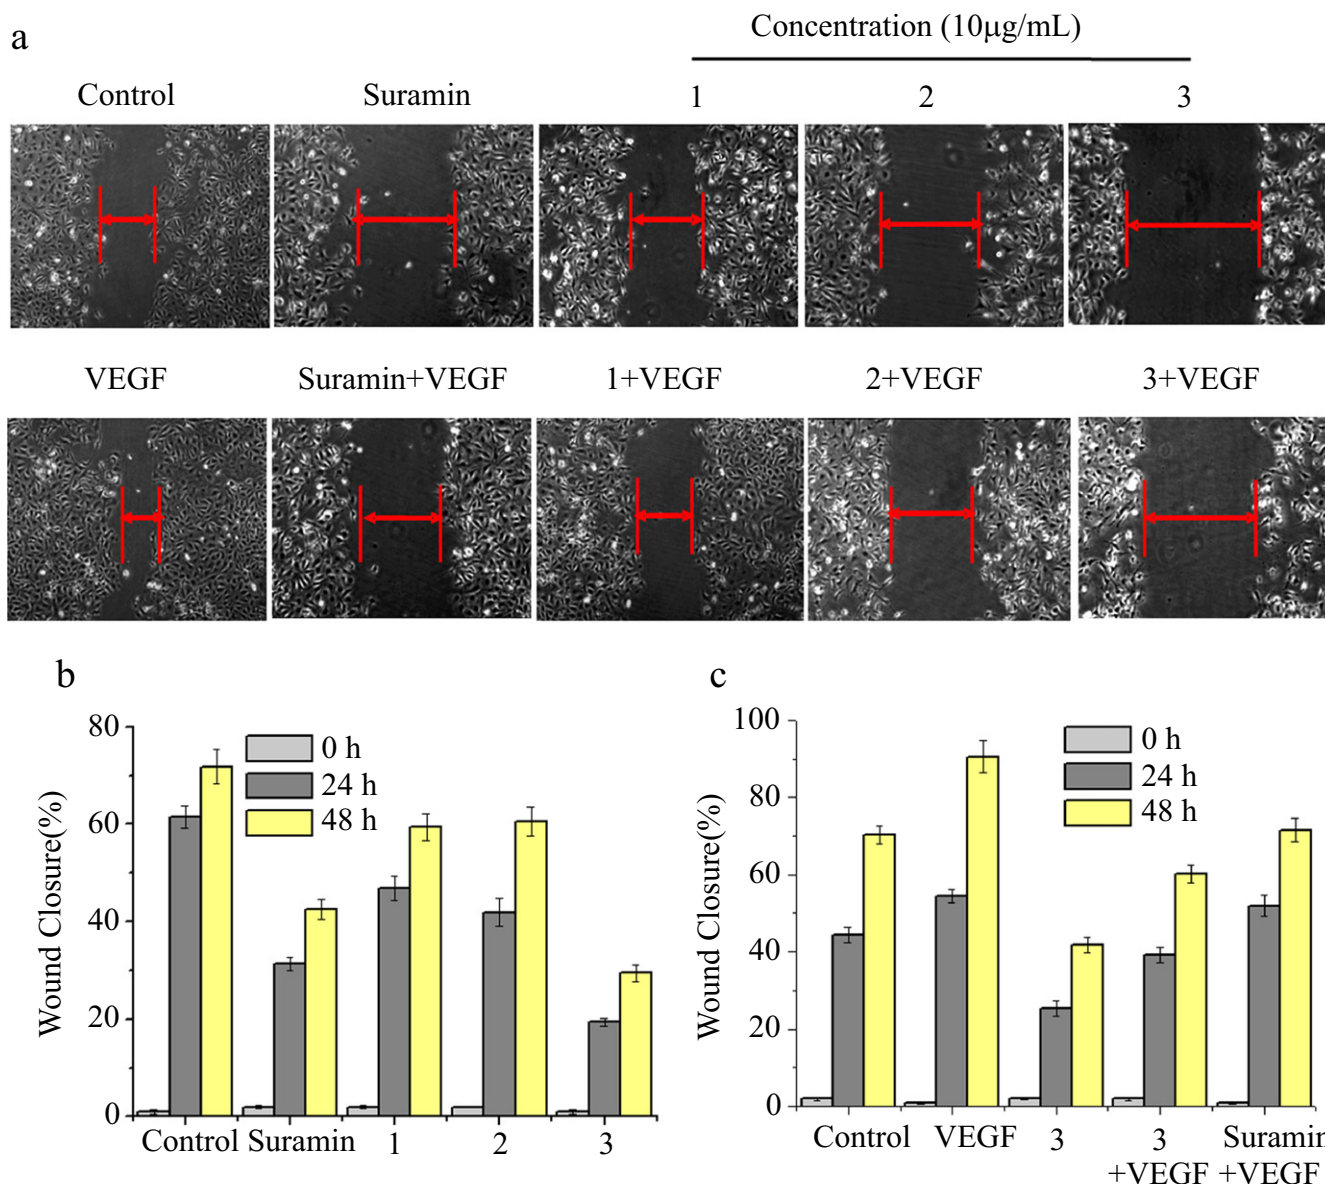 a
Concentration (10μg/mL)
Control Suramin 1 2 3
VEGF Suramin+VEGF 1+VEGF 2+VEGF 3+VEGF
b
80
60
40
20
0
Wound Closure(%)
0 h
24 h
48 h
Control Suramin 1 2 3
c
100
80
60
40
20
0
Wound Closure(%)
0 h
24 h
48 h
Control VEGF 3 3 Suramin
+VEGF +VEGF